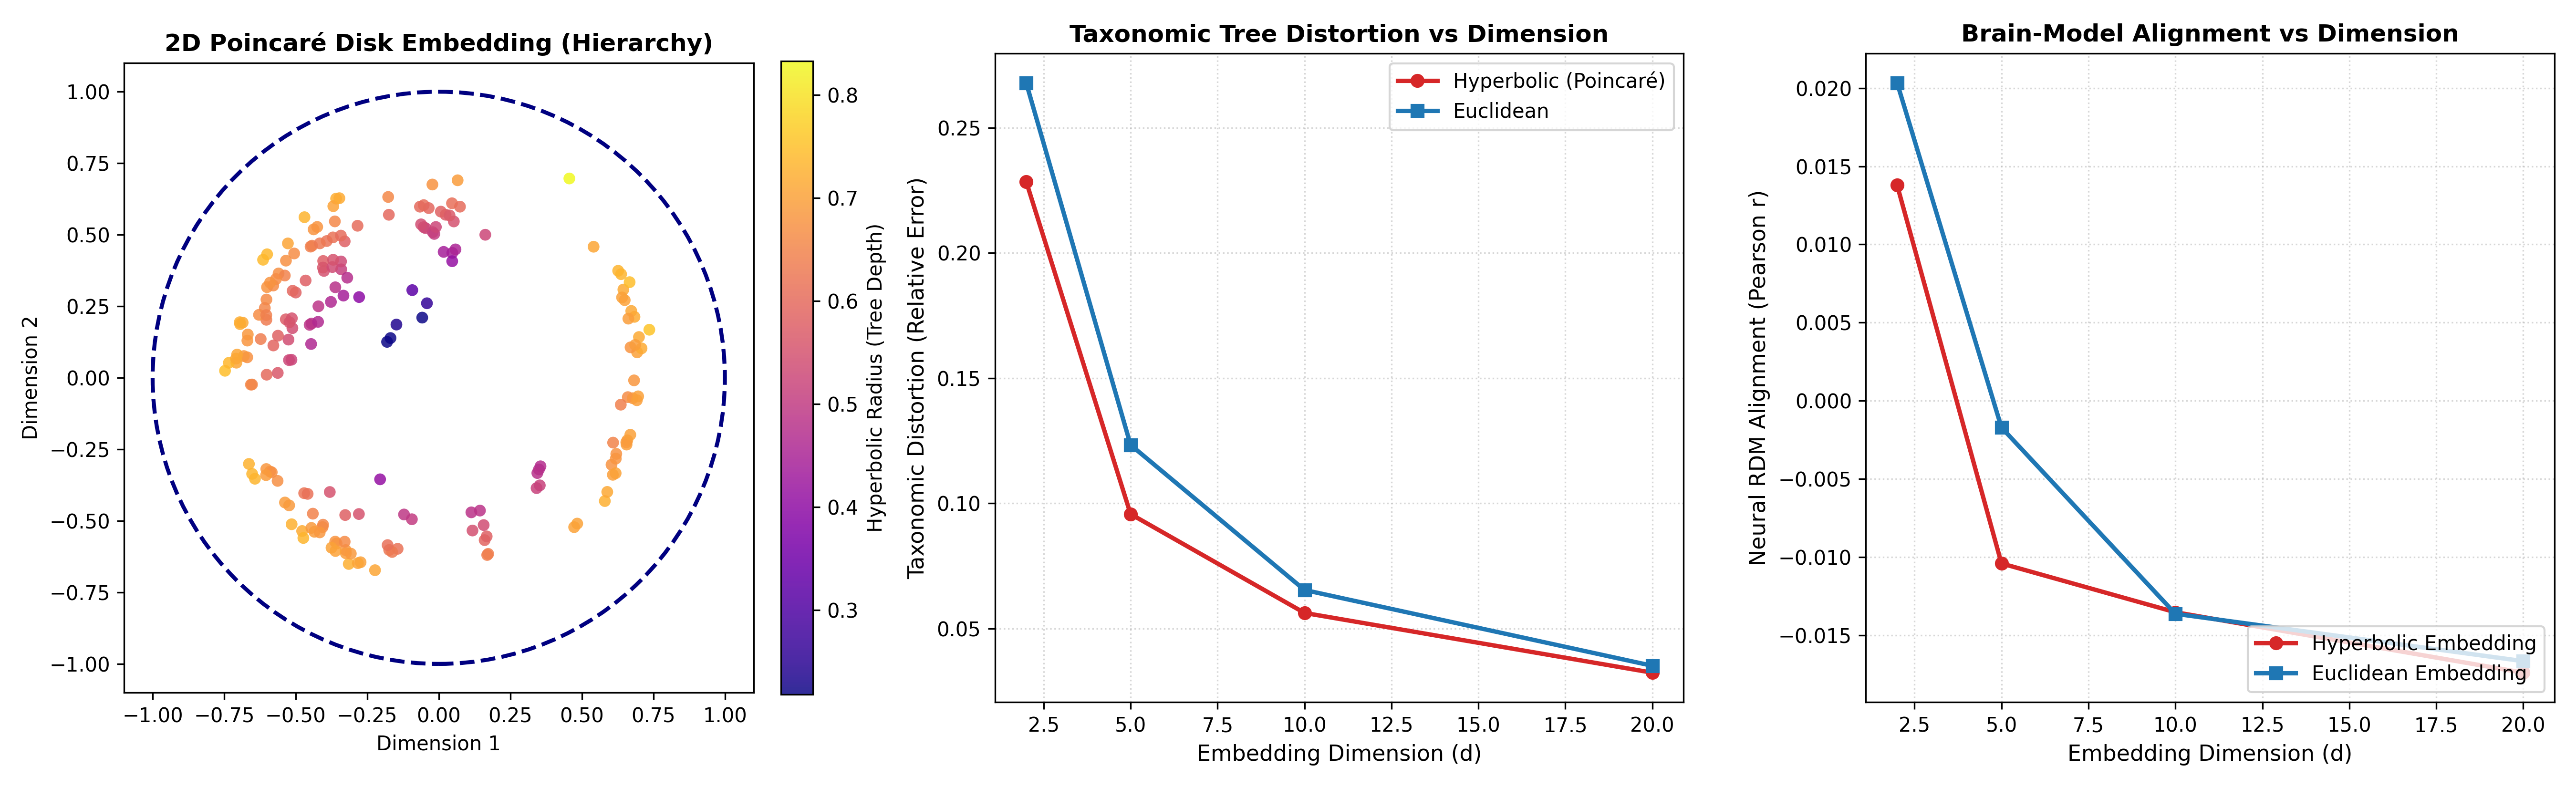 2D Poincaré Disk Embedding (Hierarchy)
1.00
0.75
0.50
0.25
0.00
−0.25
−0.50
−0.75
−1.00
Dimension 2
−1.00 −0.75 −0.50 −0.25 0.00 0.25 0.50 0.75 1.00
Dimension 1
0.8
0.7
0.6
0.5
0.4
0.3
Hyperbolic Radius (Tree Depth)
Taxonomic Tree Distortion vs Dimension
Hyperbolic (Poincaré)
Euclidean
0.25
0.20
0.15
0.10
0.05
Taxonomic Distortion (Relative Error)
2.5 5.0 7.5 10.0 12.5 15.0 17.5 20.0
Embedding Dimension (d)
Brain-Model Alignment vs Dimension
0.020
0.015
0.010
0.005
0.000
−0.005
−0.010
−0.015
Neural RDM Alignment (Pearson r)
Hyperbolic Embedding
Euclidean Embedding
2.5 5.0 7.5 10.0 12.5 15.0 17.5 20.0
Embedding Dimension (d)